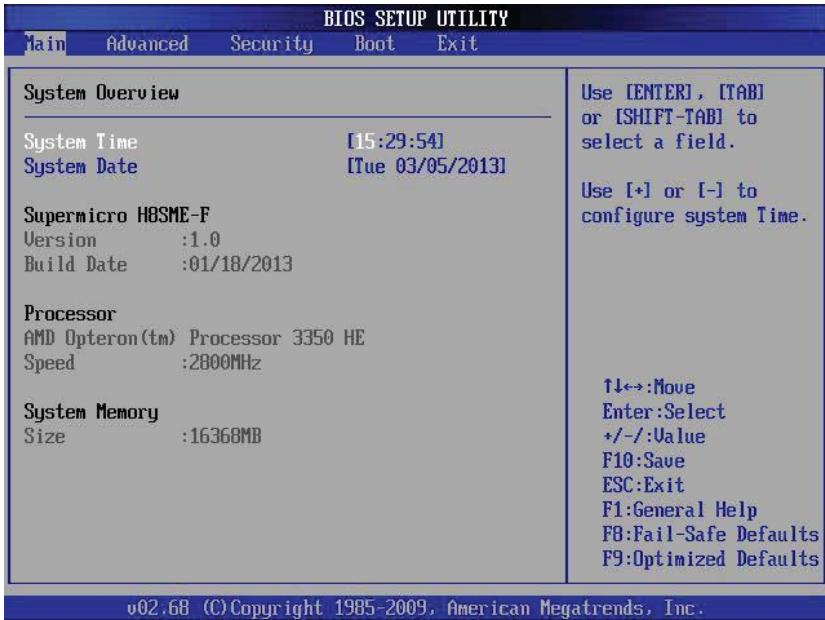 BIOS SETUP UTILITY
Main Advanced Security Boot Exit
System Overview
System Time [15:29:54]
System Date [Tue 03/05/2013]
Supermicro H8SME-F
Version :1.0
Build Date :01/18/2013
Processor
AMD Opteron(tm) Processor 3350 HE
Speed :2800MHz
System Memory
Size :16368MB
Use [ENTER], [TAB]
or [SHIFT-TAB] to
select a field.
Use [+] or [-] to
configure system Time.
↑↓←→:Move
Enter:Select
+/-/:Value
F10:Save
ESC:Exit
F1:General Help
F8:Fail-Safe Defaults
F9:Optimized Defaults
v02.68 (C)Copyright 1985-2009, American Megatrends, Inc.